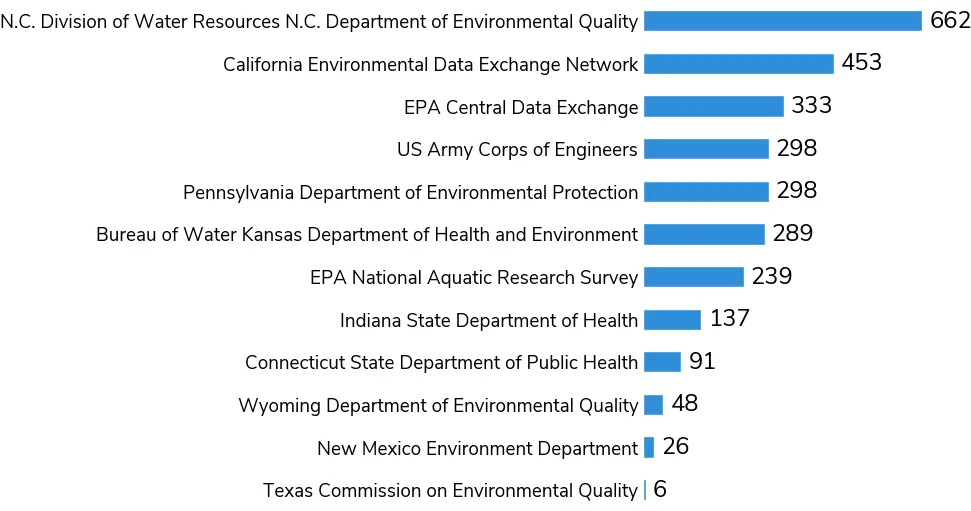 N.C. Division of Water Resources N.C. Department of Environmental Quality 662
California Environmental Data Exchange Network 453
EPA Central Data Exchange 333
US Army Corps of Engineers 298
Pennsylvania Department of Environmental Protection 298
Bureau of Water Kansas Department of Health and Environment 289
EPA National Aquatic Research Survey 239
Indiana State Department of Health 137
Connecticut State Department of Public Health 91
Wyoming Department of Environmental Quality 48
New Mexico Environment Department 26
Texas Commission on Environmental Quality 6